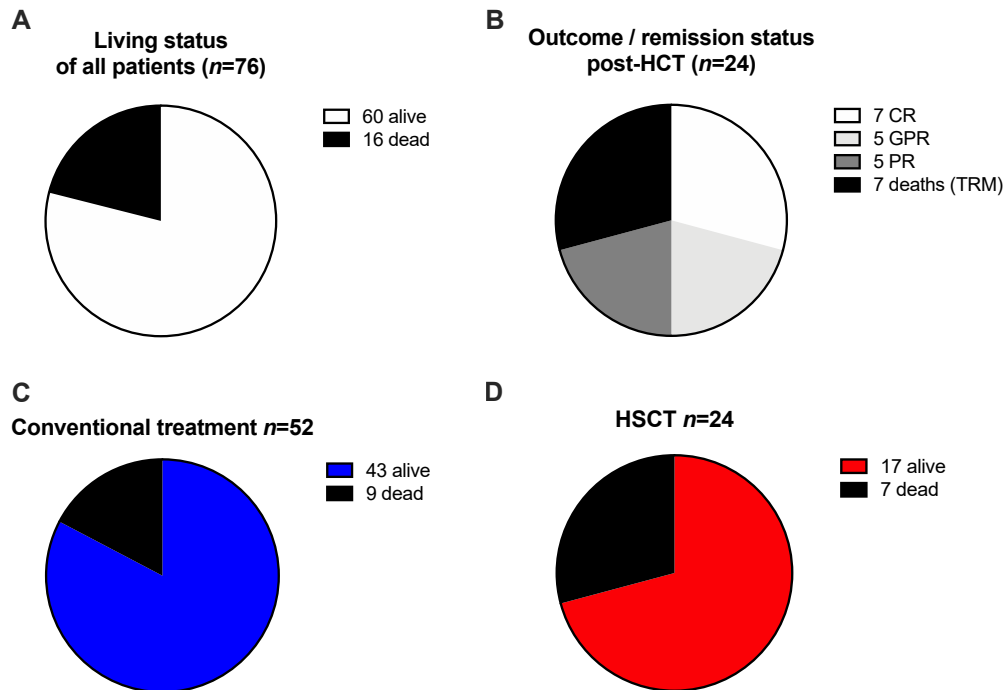 A
Living status
of all patients (n=76)
60 alive
16 dead
B
Outcome / remission status
post-HCT (n=24)
7 CR
5 GPR
5 PR
7 deaths (TRM)
C
Conventional treatment n=52
43 alive
9 dead
D
HSCT n=24
17 alive
7 dead